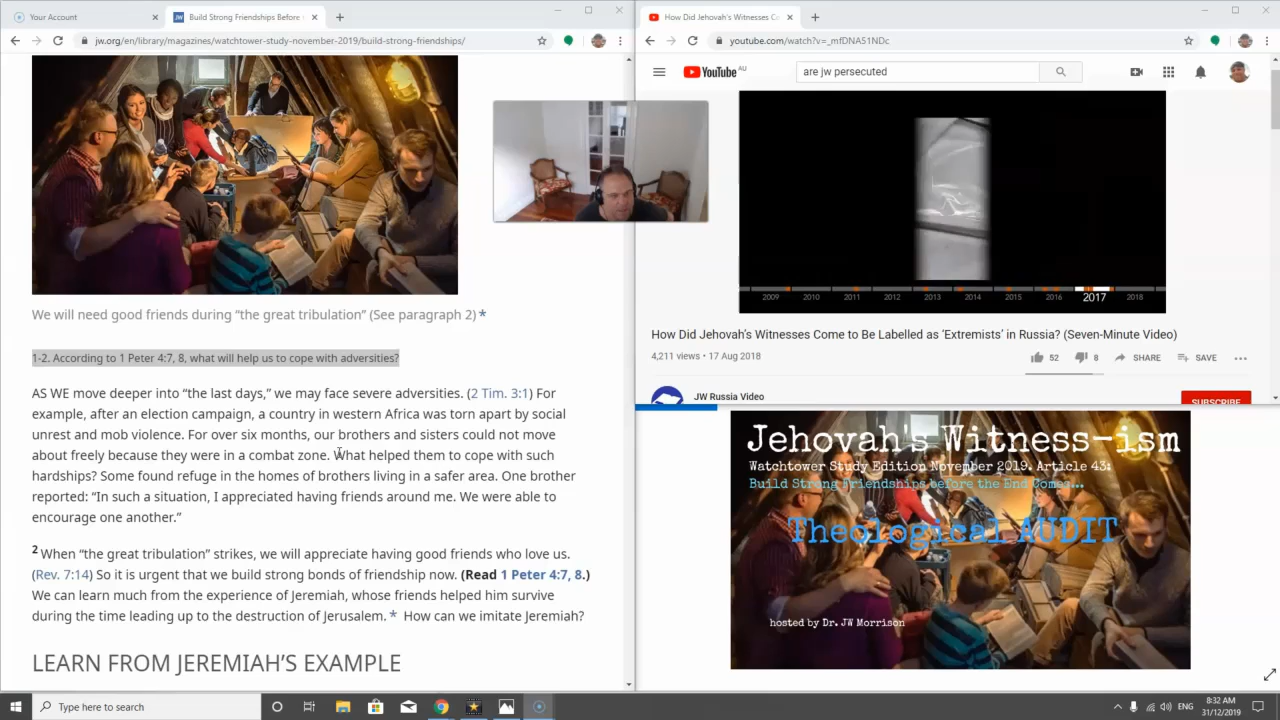 Your Account
Build Strong Friendships Before
jw.org/en/library/magazines/watchtower-study-november-2019/build-strong-friendships/
We will need good friends during “the great tribulation” (See paragraph 2) *
1-2. According to 1 Peter 4:7, 8, what will help us to cope with adversities?
AS WE move deeper into “the last days,” we may face severe adversities. (2 Tim. 3:1) For
example, after an election campaign, a country in western Africa was torn apart by social
unrest and mob violence. For over six months, our brothers and sisters could not move
about freely because they were in a combat zone. What helped them to cope with such
hardships? Some found refuge in the homes of brothers living in a safer area. One brother
reported: “In such a situation, I appreciated having friends around me. We were able to
encourage one another.”
2 When “the great tribulation” strikes, we will appreciate having good friends who love us.
(Rev. 7:14) So it is urgent that we build strong bonds of friendship now. (Read 1 Peter 4:7, 8.)
We can learn much from the experience of Jeremiah, whose friends helped him survive
during the time leading up to the destruction of Jerusalem. * How can we imitate Jeremiah?
LEARN FROM JEREMIAH’S EXAMPLE
How Did Jehovah's Witnesses Co
youtube.com/watch?v=_mfDNA51NDc
YouTube AU
are jw persecuted
2009 2010 2011 2012 2013 2014 2015 2016 2017 2018
How Did Jehovah’s Witnesses Come to Be Labelled as ‘Extremists’ in Russia? (Seven-Minute Video)
4,211 views • 17 Aug 2018
52 8 SHARE SAVE
JW Russia Video
SUBSCRIBE
Jehovah's Witness-ism
Watchtower Study Edition November 2019. Article 43:
Build Strong Friendships before the End Comes...
Theological AUDIT
hosted by Dr. JW Morrison
Type here to search
ENG
8:32 AM
31/12/2019